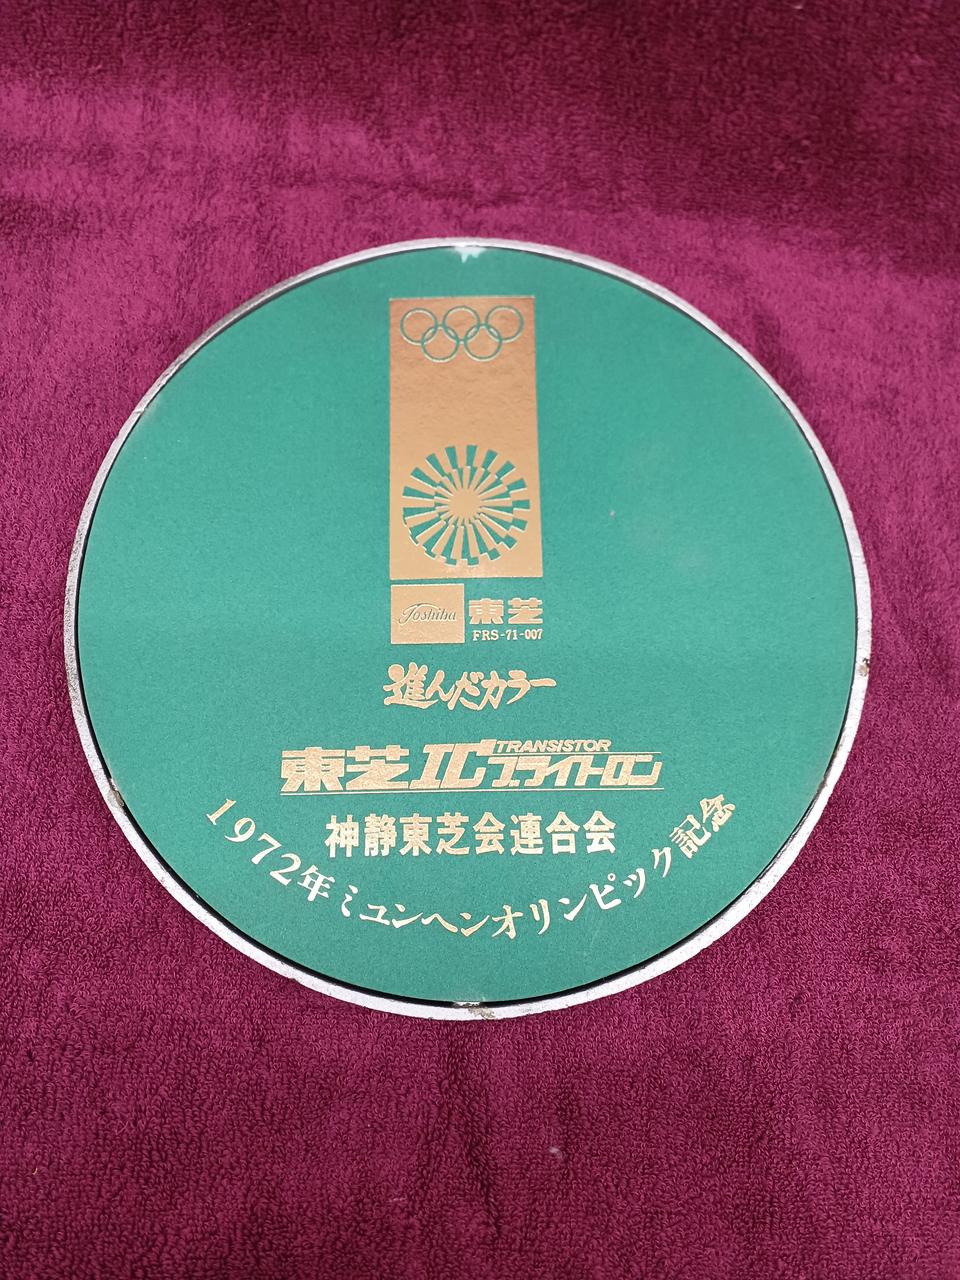 Toshiba 東芝
FRS-71-007
進んだカラー
東芝 IC TRANSISTOR ブライトロン
神静東芝会連合会
1972年ミュンヘンオリンピック記念